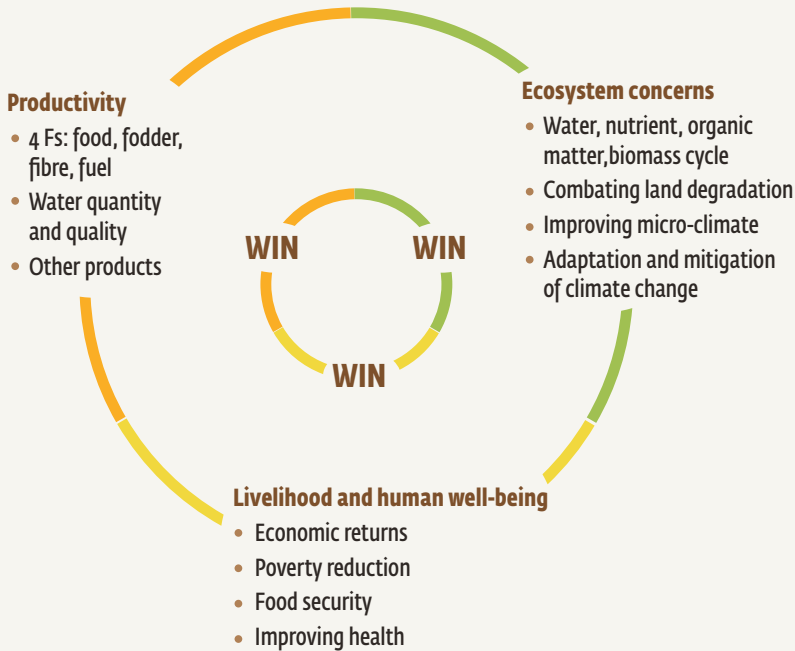 Productivity
• 4 Fs: food, fodder,
fibre, fuel
• Water quantity
and quality
• Other products
Ecosystem concerns
• Water, nutrient, organic
matter,biomass cycle
• Combating land degradation
• Improving micro-climate
• Adaptation and mitigation
of climate change
WIN
WIN
WIN
Livelihood and human well-being
• Economic returns
• Poverty reduction
• Food security
• Improving health